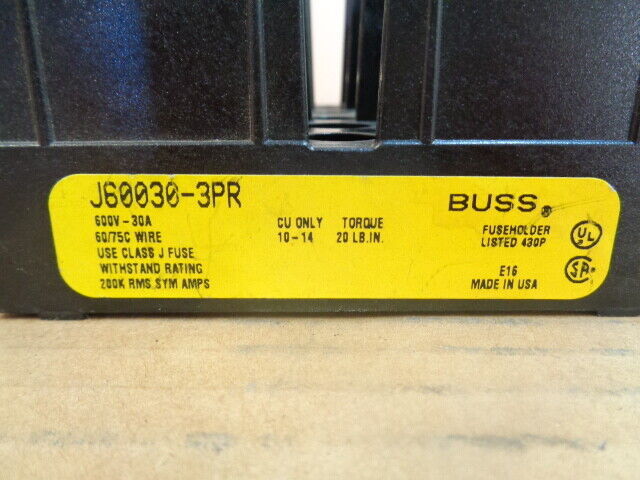 J60030-3PR
600V-30A
60/75C WIRE
USE CLASS J FUSE
WITHSTAND RATING
200K RMS SYM AMPS
CU ONLY TORQUE
10-14 20 LB.IN.
BUSS®
FUSEHOLDER
LISTED 430P
E16
MADE IN USA
UL
SA